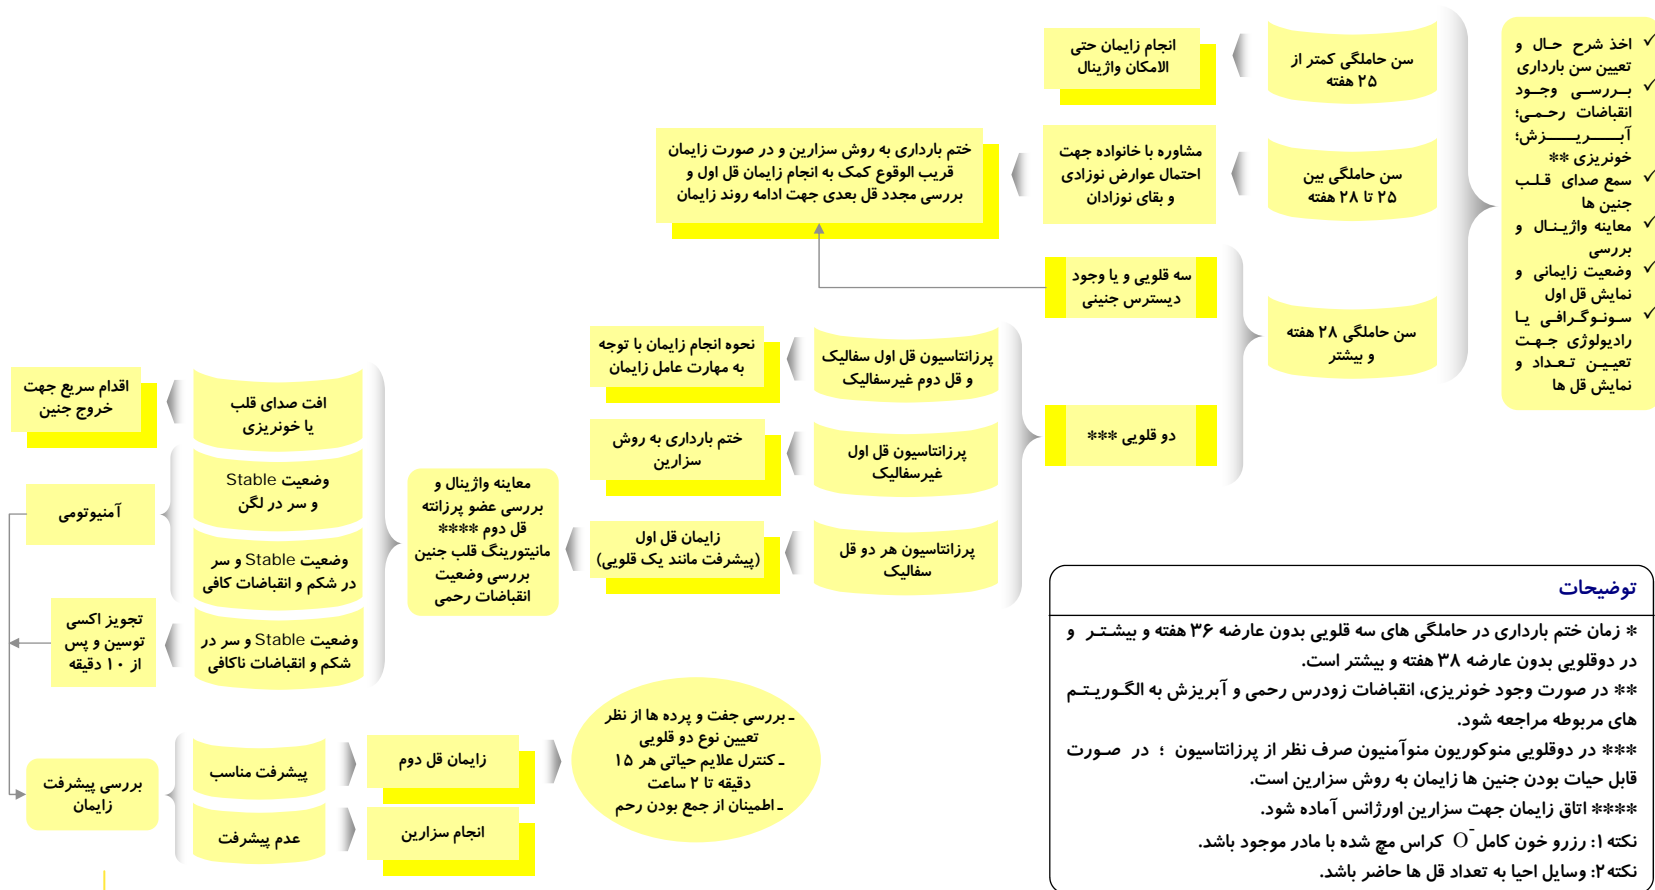 ✓ اخذ شرح حال و
تعیین سن بارداری
✓ بررسی وجود
انقباضات رحمی؛
آبریزش؛
خونریزی **
✓ سمع صدای قلب
جنین ها
✓ معاینه واژینال و
بررسی
✓ وضعیت زایمانی و
نمایش قل اول
✓ سونوگرافی یا
رادیولوژی جهت
تعیین تعداد و
نمایش قل ها
سن حاملگی کمتر از
۲۵ هفته
انجام زایمان حتی
الامکان واژینال
سن حاملگی بین
۲۵ تا ۲۸ هفته
مشاوره با خانواده جهت
احتمال عوارض نوزادی
و بقای نوزادان
ختم بارداری به روش سزارین و در صورت زایمان
قریب الوقوع کمک به انجام زایمان قل اول و
بررسی مجدد قل بعدی جهت ادامه روند زایمان
سن حاملگی ۲۸ هفته
و بیشتر
سه قلویی و یا وجود
دیسترس جنینی
دو قلویی ***
پرزانتاسیون قل اول سفالیک
و قل دوم غیرسفالیک
نحوه انجام زایمان با توجه
به مهارت عامل زایمان
پرزانتاسیون قل اول
غیرسفالیک
ختم بارداری به روش
سزارین
پرزانتاسیون هر دو قل
سفالیک
زایمان قل اول
(پیشرفت مانند یک قلویی)
معاینه واژینال و
بررسی عضو پرزانته
قل دوم ****
مانیتورینگ قلب جنین
بررسی وضعیت
انقباضات رحمی
افت صدای قلب
یا خونریزی
اقدام سریع جهت
خروج جنین
وضعیت Stable
و سر در لگن
وضعیت Stable و سر
در شکم و انقباضات کافی
آمنیوتومی
وضعیت Stable و سر در
شکم و انقباضات ناکافی
تجویز اکسی
توسین و پس
از ۱۰ دقیقه
بررسی پیشرفت
زایمان
پیشرفت مناسب
زایمان قل دوم
ـ بررسی جفت و پرده ها از نظر
تعیین نوع دو قلویی
ـ کنترل علایم حیاتی هر ۱۵
دقیقه تا ۲ ساعت
ـ اطمینان از جمع بودن رحم
عدم پیشرفت
انجام سزارین
توضیحات
* زمان ختم بارداری در حاملگی های سه قلویی بدون عارضه ۳۶ هفته و بیشتر و
در دوقلویی بدون عارضه ۳۸ هفته و بیشتر است.
** در صورت وجود خونریزی، انقباضات زودرس رحمی و آبریزش به الگوریتم
های مربوطه مراجعه شود.
*** در دوقلویی منوکوریون منوآمنیون صرف نظر از پرزانتاسیون ؛ در صورت
قابل حیات بودن جنین ها زایمان به روش سزارین است.
**** اتاق زایمان جهت سزارین اورژانس آماده شود.
نکته ۱: رزرو خون کامل O⁻ کراس مچ شده با مادر موجود باشد.
نکته ۲: وسایل احیا به تعداد قل ها حاضر باشد.